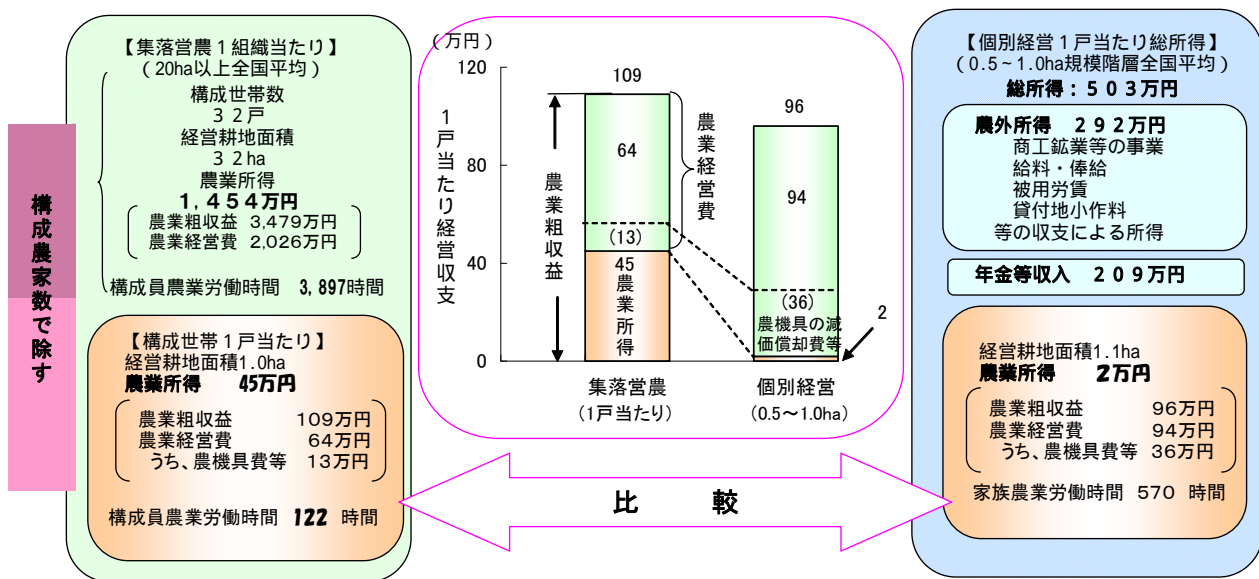 構成農家数で除す
【集落営農1組織当たり】
(20ha以上全国平均)
構成世帯数
32戸
経営耕地面積
32ha
農業所得
1,454万円
農業粗収益 3,479万円
農業経営費 2,026万円
構成員農業労働時間 3,897時間
【構成世帯1戸当たり】
経営耕地面積1.0ha
農業所得 45万円
農業粗収益 109万円
農業経営費 64万円
うち、農機具費等 13万円
構成員農業労働時間 122 時間
(万円)
1戸当たり経営収支
120
80
40
0
109
64
(13)
45
農業所得
農業粗収益
農業経営費
96
94
(36)
農機具の減
価償却費等
2
集落営農
(1戸当たり)
個別経営
(0.5~1.0ha)
比 較
【個別経営1戸当たり総所得】
(0.5~1.0ha規模階層全国平均)
総所得:503万円
農外所得 292万円
商工鉱業等の事業
給料・俸給
被用労賃
貸付地小作料
等の収支による所得
年金等収入 209万円
経営耕地面積1.1ha
農業所得 2万円
農業粗収益 96万円
農業経営費 94万円
うち、農機具費等 36万円
家族農業労働時間 570 時間